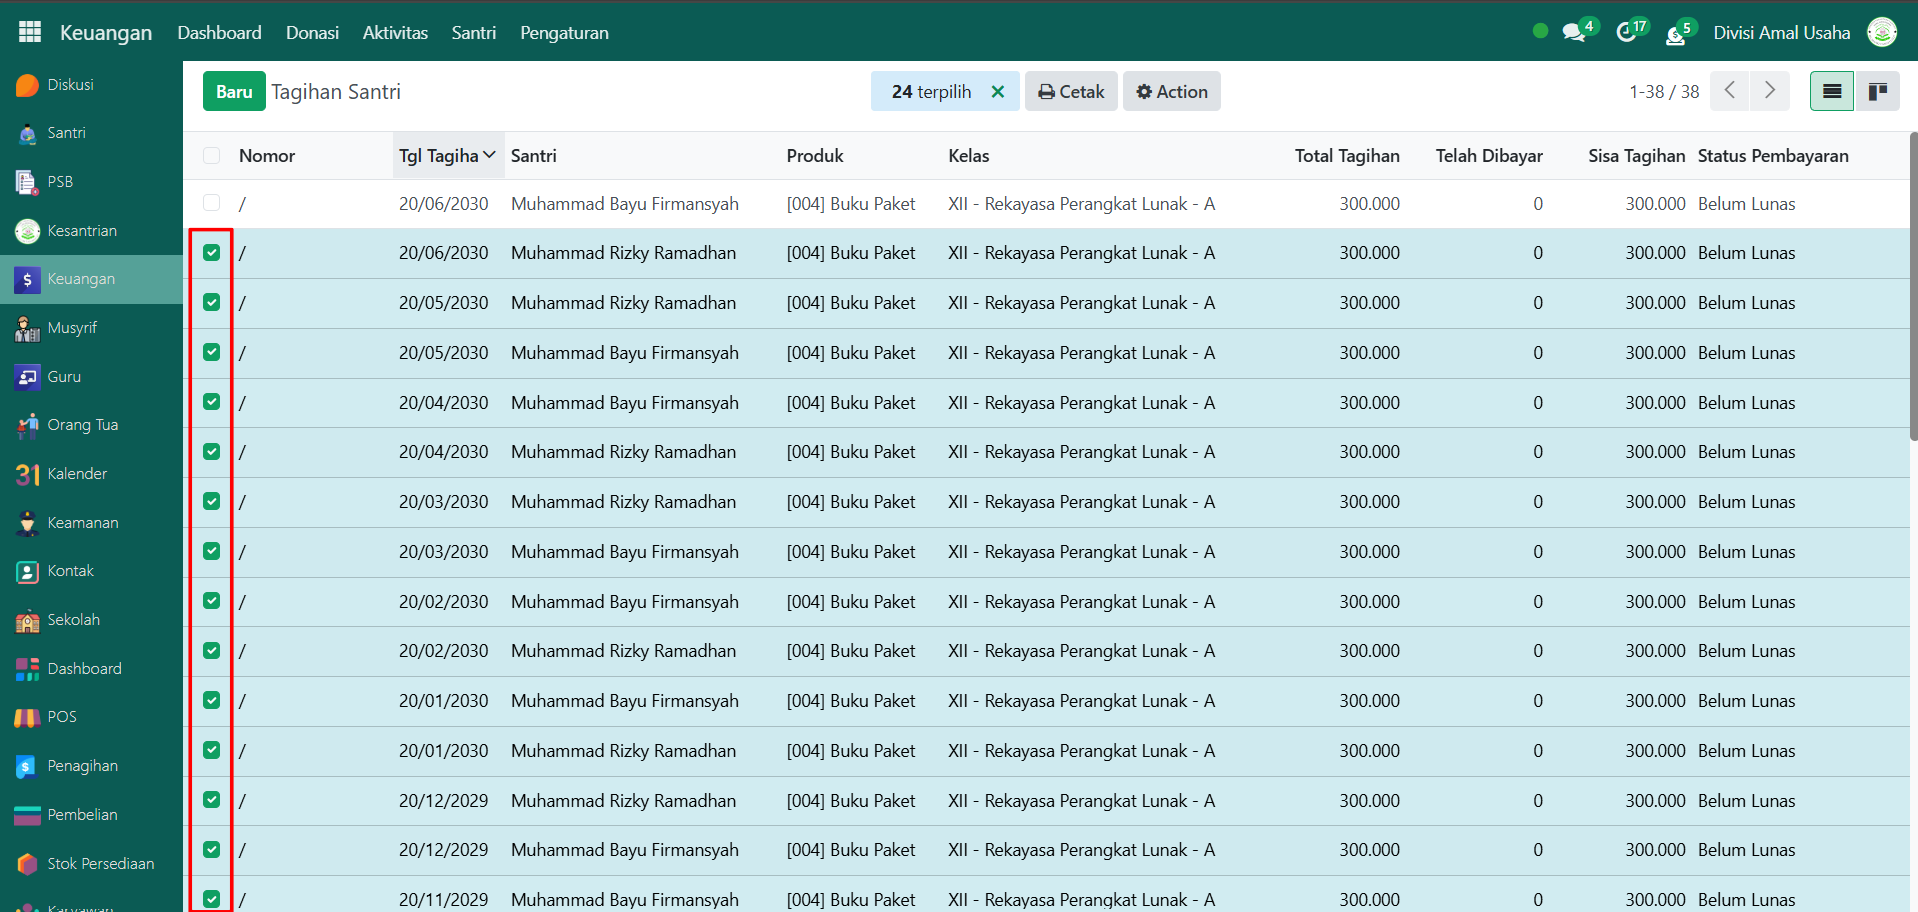 Keuangan Dashboard Donasi Aktivitas Santri Pengaturan 4 17 5 Divisi Amal Usaha
Diskusi
Santri
PSB
Kesantrian
Keuangan
Musyrif
Guru
Orang Tua
31 Kalender
Keamanan
Kontak
Sekolah
Dashboard
POS
Penagihan
Pembelian
Stok Persediaan
Karyawan
Baru Tagihan Santri 24 terpilih Cetak Action 1-38 / 38
Nomor Tgl Tagiha Santri Produk Kelas Total Tagihan Telah Dibayar Sisa Tagihan Status Pembayaran
/ 20/06/2030 Muhammad Bayu Firmansyah [004] Buku Paket XII - Rekayasa Perangkat Lunak - A 300.000 0 300.000 Belum Lunas
/ 20/06/2030 Muhammad Rizky Ramadhan [004] Buku Paket XII - Rekayasa Perangkat Lunak - A 300.000 0 300.000 Belum Lunas
/ 20/05/2030 Muhammad Rizky Ramadhan [004] Buku Paket XII - Rekayasa Perangkat Lunak - A 300.000 0 300.000 Belum Lunas
/ 20/05/2030 Muhammad Bayu Firmansyah [004] Buku Paket XII - Rekayasa Perangkat Lunak - A 300.000 0 300.000 Belum Lunas
/ 20/04/2030 Muhammad Bayu Firmansyah [004] Buku Paket XII - Rekayasa Perangkat Lunak - A 300.000 0 300.000 Belum Lunas
/ 20/04/2030 Muhammad Rizky Ramadhan [004] Buku Paket XII - Rekayasa Perangkat Lunak - A 300.000 0 300.000 Belum Lunas
/ 20/03/2030 Muhammad Rizky Ramadhan [004] Buku Paket XII - Rekayasa Perangkat Lunak - A 300.000 0 300.000 Belum Lunas
/ 20/03/2030 Muhammad Bayu Firmansyah [004] Buku Paket XII - Rekayasa Perangkat Lunak - A 300.000 0 300.000 Belum Lunas
/ 20/02/2030 Muhammad Bayu Firmansyah [004] Buku Paket XII - Rekayasa Perangkat Lunak - A 300.000 0 300.000 Belum Lunas
/ 20/02/2030 Muhammad Rizky Ramadhan [004] Buku Paket XII - Rekayasa Perangkat Lunak - A 300.000 0 300.000 Belum Lunas
/ 20/01/2030 Muhammad Bayu Firmansyah [004] Buku Paket XII - Rekayasa Perangkat Lunak - A 300.000 0 300.000 Belum Lunas
/ 20/01/2030 Muhammad Rizky Ramadhan [004] Buku Paket XII - Rekayasa Perangkat Lunak - A 300.000 0 300.000 Belum Lunas
/ 20/12/2029 Muhammad Rizky Ramadhan [004] Buku Paket XII - Rekayasa Perangkat Lunak - A 300.000 0 300.000 Belum Lunas
/ 20/12/2029 Muhammad Bayu Firmansyah [004] Buku Paket XII - Rekayasa Perangkat Lunak - A 300.000 0 300.000 Belum Lunas
/ 20/11/2029 Muhammad Bayu Firmansyah [004] Buku Paket XII - Rekayasa Perangkat Lunak - A 300.000 0 300.000 Belum Lunas